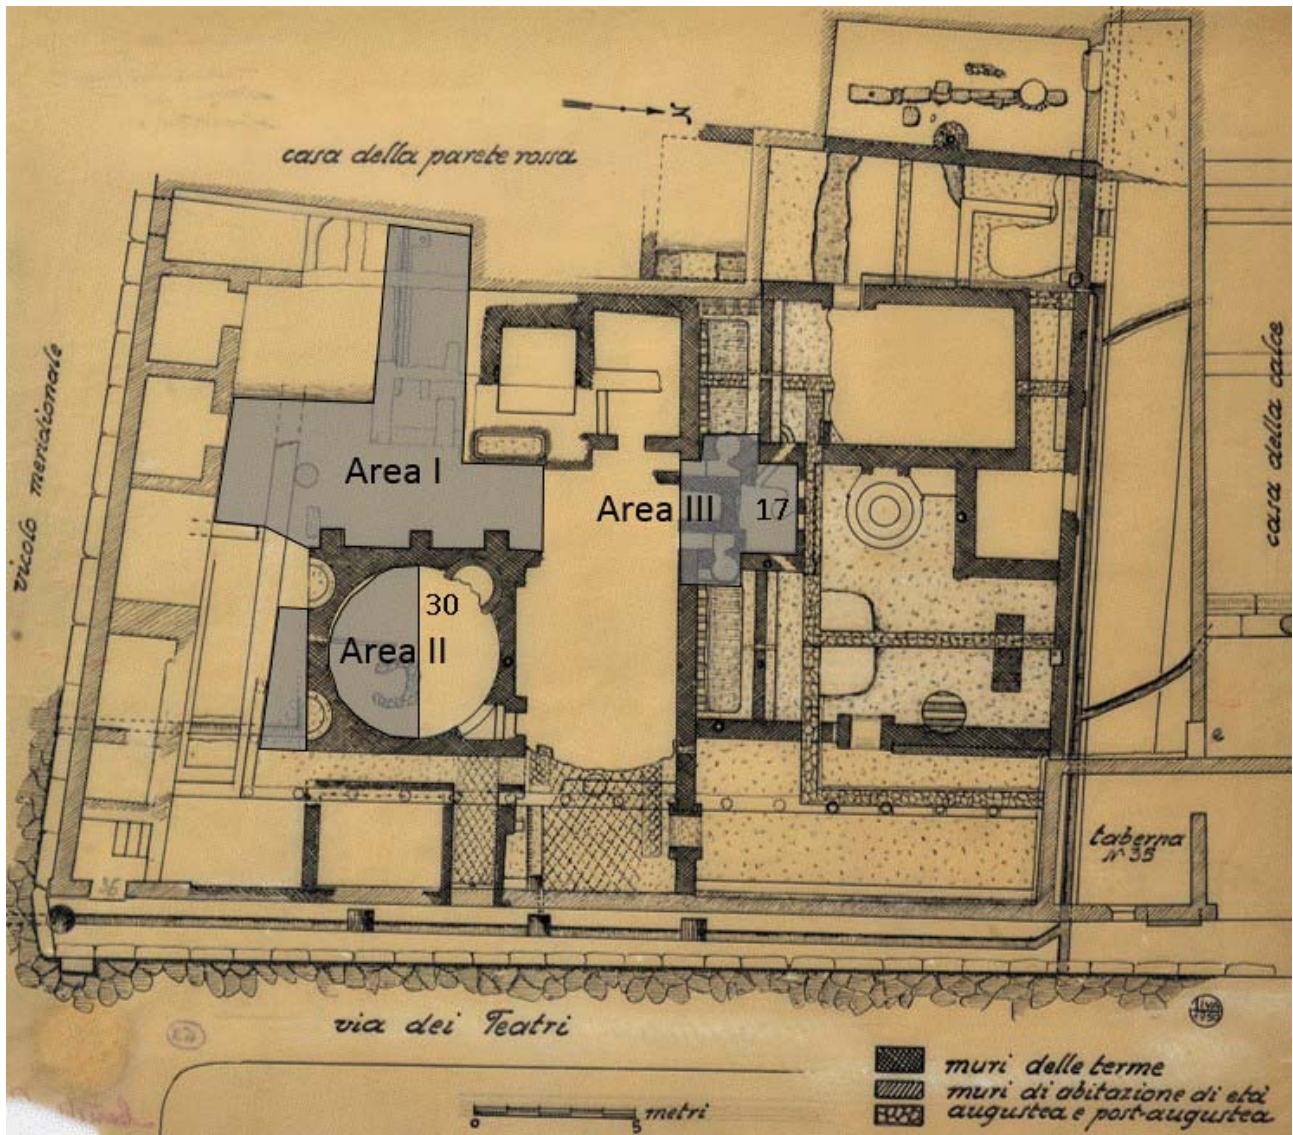 casa della parete rossa
vicolo meridionale
Area I
Area III
17
30
Area II
casa della calce
e
taberna
N° 35
36
via dei Teatri
muri delle terme
muri di abitazione di età
augustea e post-augustea
0 5
metri